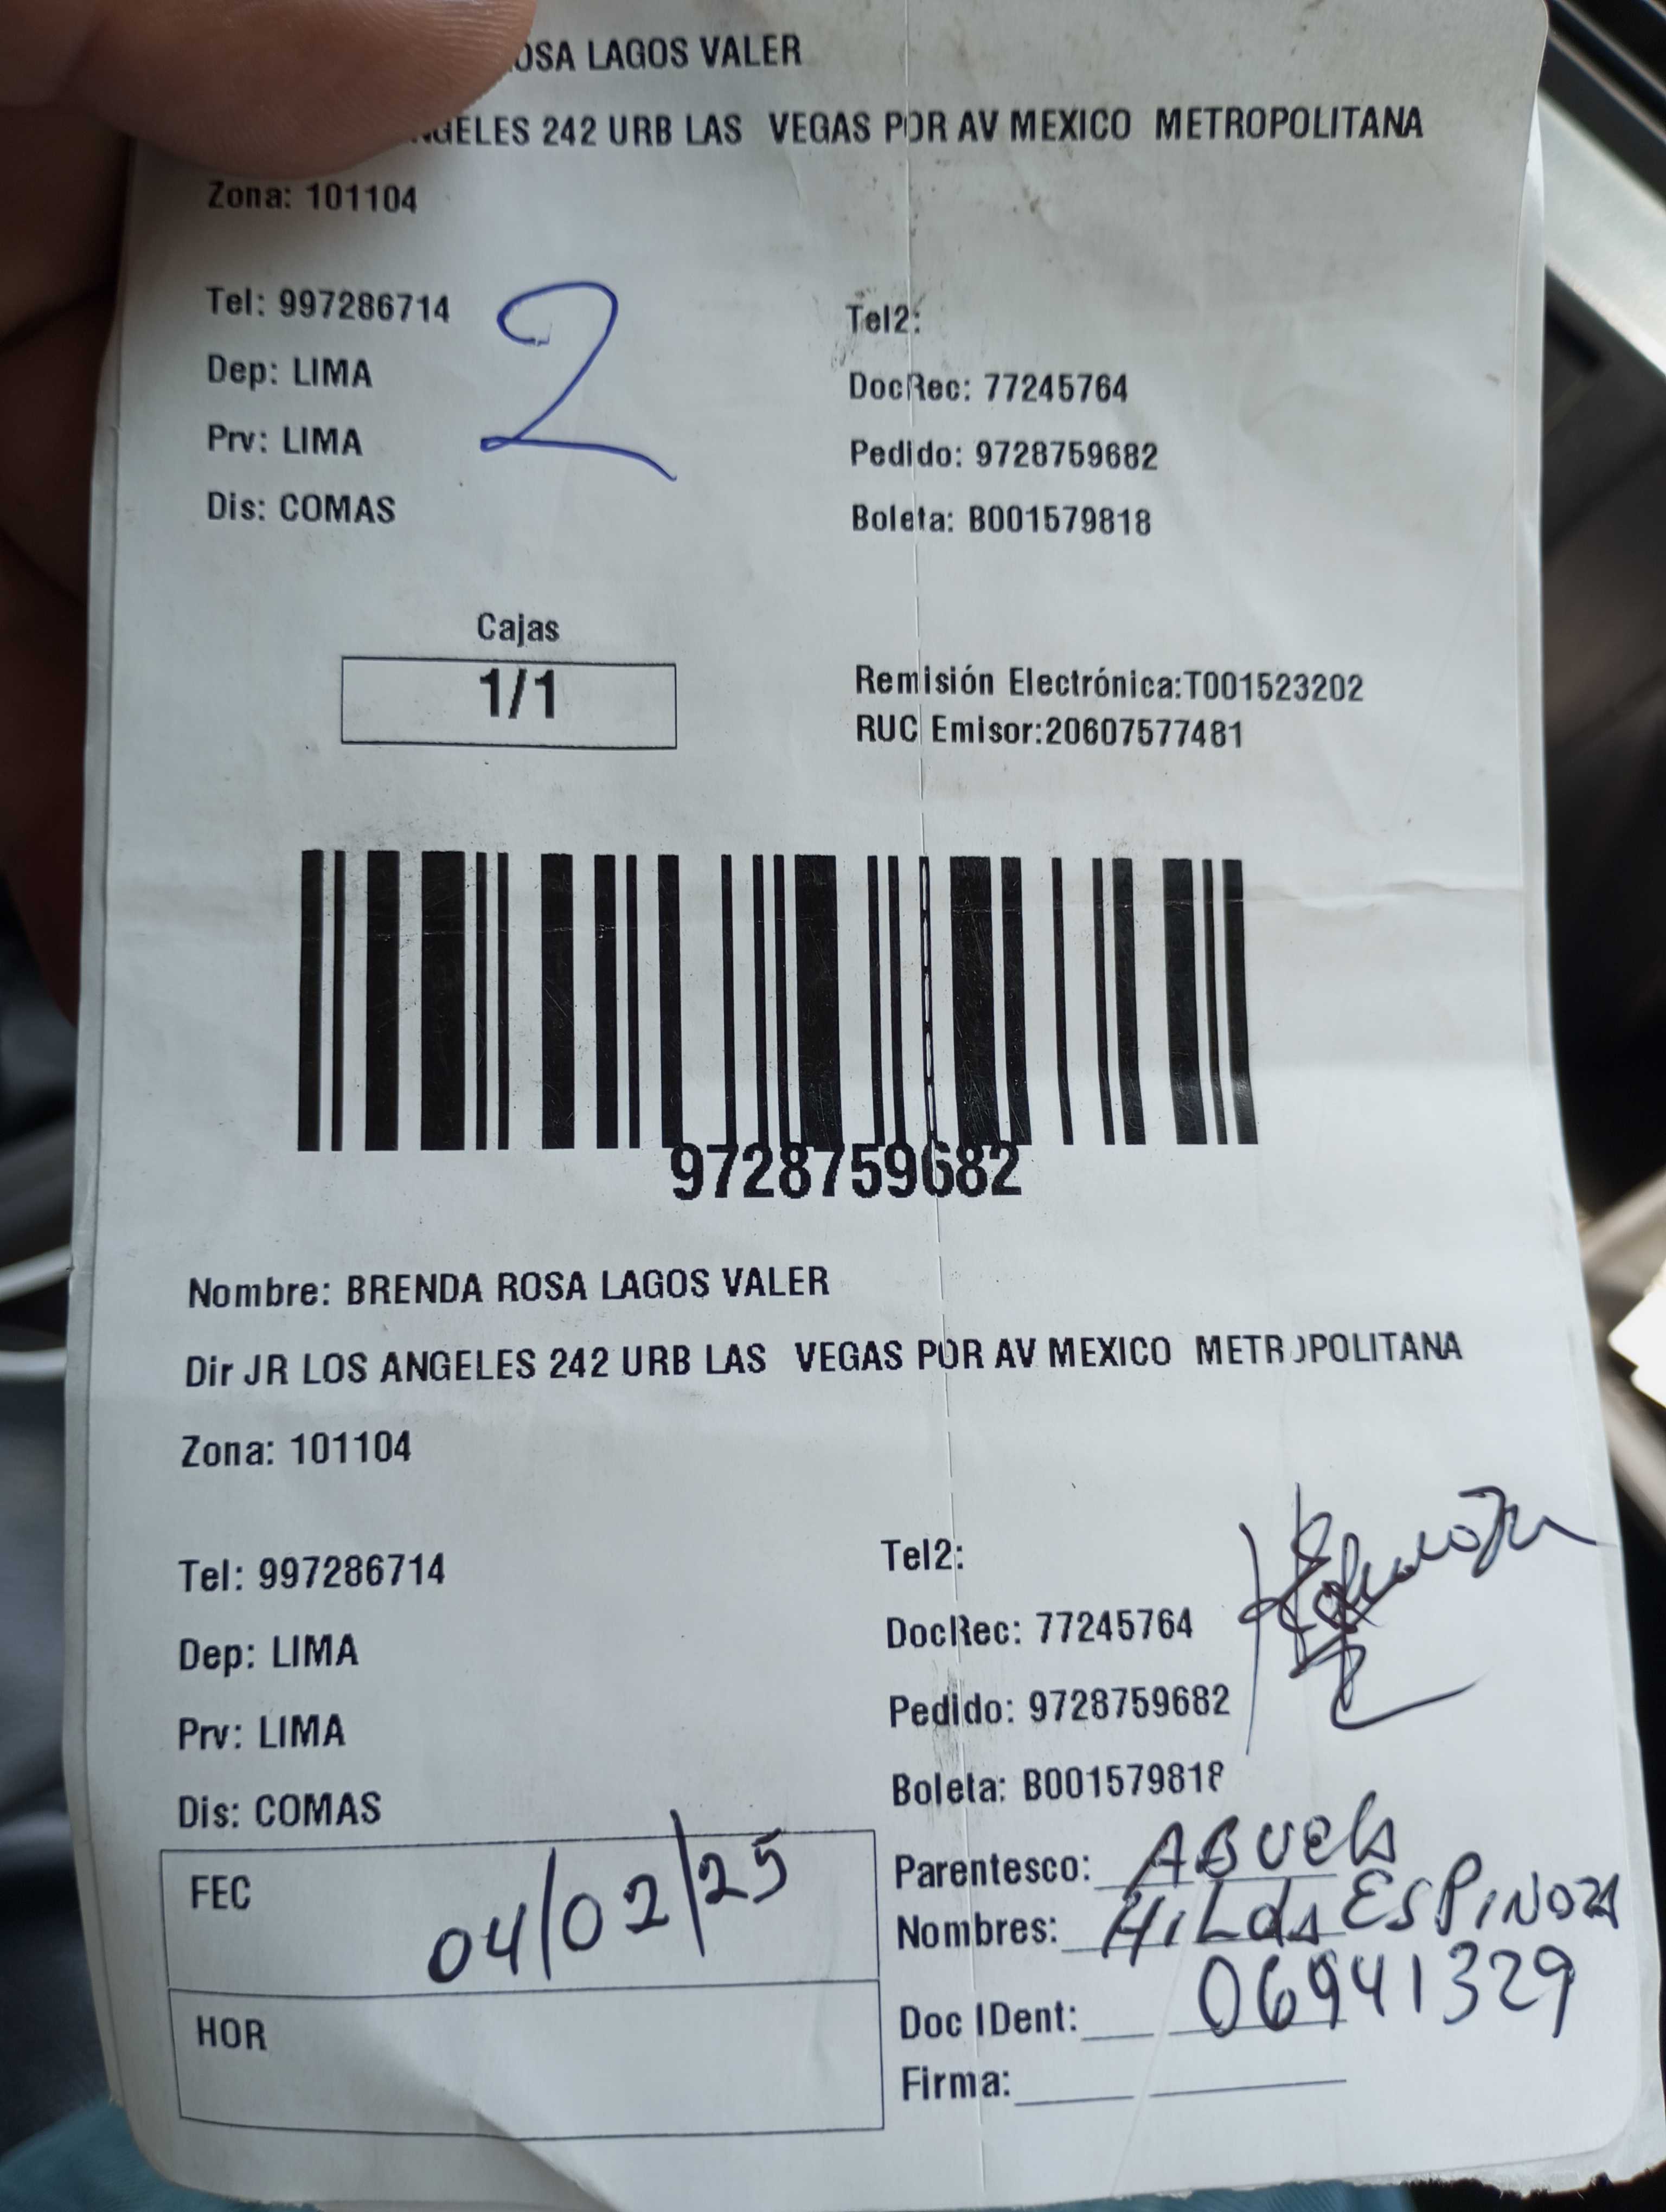 OSA LAGOS VALER
GELES 242 URB LAS VEGAS POR AV MEXICO METROPOLITANA
Zona: 101104
Tel: 997286714
2
Tel2:
Dep: LIMA
DocRec: 77245764
Prv: LIMA
Pedido: 9728759682
Dis: COMAS
Boleta: B001579818
Cajas
1/1
Remisión Electrónica:T001523202
RUC Emisor:20607577481
9728759682
Nombre: BRENDA ROSA LAGOS VALER
Dir JR LOS ANGELES 242 URB LAS VEGAS POR AV MEXICO METROPOLITANA
Zona: 101104
Tel: 997286714
Tel2:
Dep: LIMA
DocRec: 77245764
Prv: LIMA
Pedido: 9728759682
Dis: COMAS
Boleta: B001579818
FEC 04/02/25
Parentesco: ABUELA
Nombres: HILdA ESPINOZA
HOR
Doc IDent: 06941329
Firma: